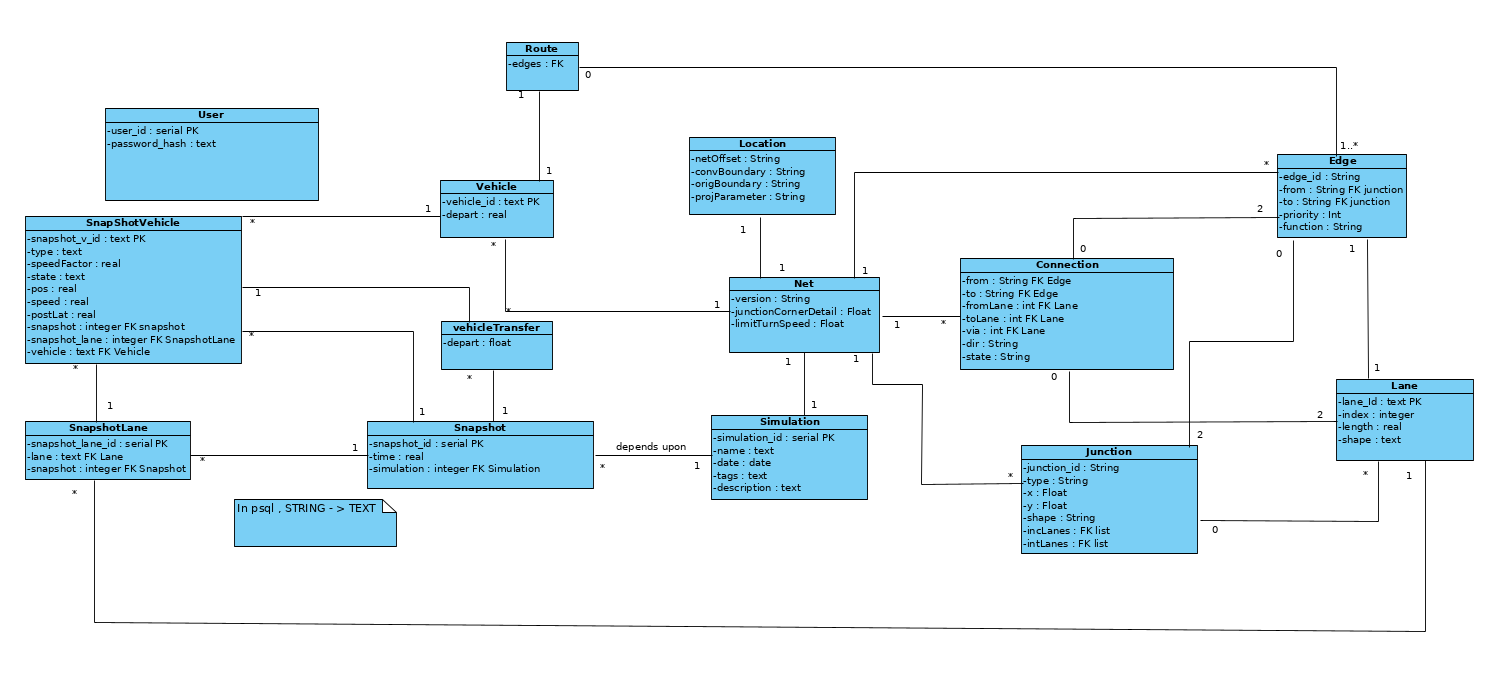 Route
-edges : FK
0
1
User
-user_id : serial PK
-password_hash : text
Location
-netOffset : String
-convBoundary : String
-origBoundary : String
-projParameter : String
1..*
Edge
-edge_id : String
-from : String FK junction
-to : String FK junction
-priority : Int
-function : String
*
1
Vehicle
-vehicle_id : text PK
-depart : real
1
*
SnapShotVehicle
-snapshot_v_id : text PK
-type : text
-speedFactor : real
-state : text
-pos : real
-speed : real
-postLat : real
-snapshot : integer FK snapshot
-snapshot_lane : integer FK SnapshotLane
-vehicle : text FK Vehicle
2
1
*
0
0
1
Connection
-from : String FK Edge
-to : String FK Edge
-fromLane : int FK Lane
-toLane : int FK Lane
-via : int FK Lane
-dir : String
-state : String
1
1
Net
-version : String
-junctionCornerDetail : Float
-limitTurnSpeed : Float
1
1
*
1
*
vehicleTransfer
-depart : float
*
1
1
*
0
1
*
1
*
1
1
1
2
Lane
-lane_Id : text PK
-index : integer
-length : real
-shape : text
SnapshotLane
-snapshot_lane_id : serial PK
-lane : text FK Lane
-snapshot : integer FK Snapshot
1
*
Snapshot
-snapshot_id : serial PK
-time : real
-simulation : integer FK Simulation
depends upon
*
1
Simulation
-simulation_id : serial PK
-name : text
-date : date
-tags : text
-description : text
2
Junction
-junction_id : String
-type : String
-x : Float
-y : Float
-shape : String
-incLanes : FK list
-intLanes : FK list
*
*
1
*
0
In psql , STRING - > TEXT